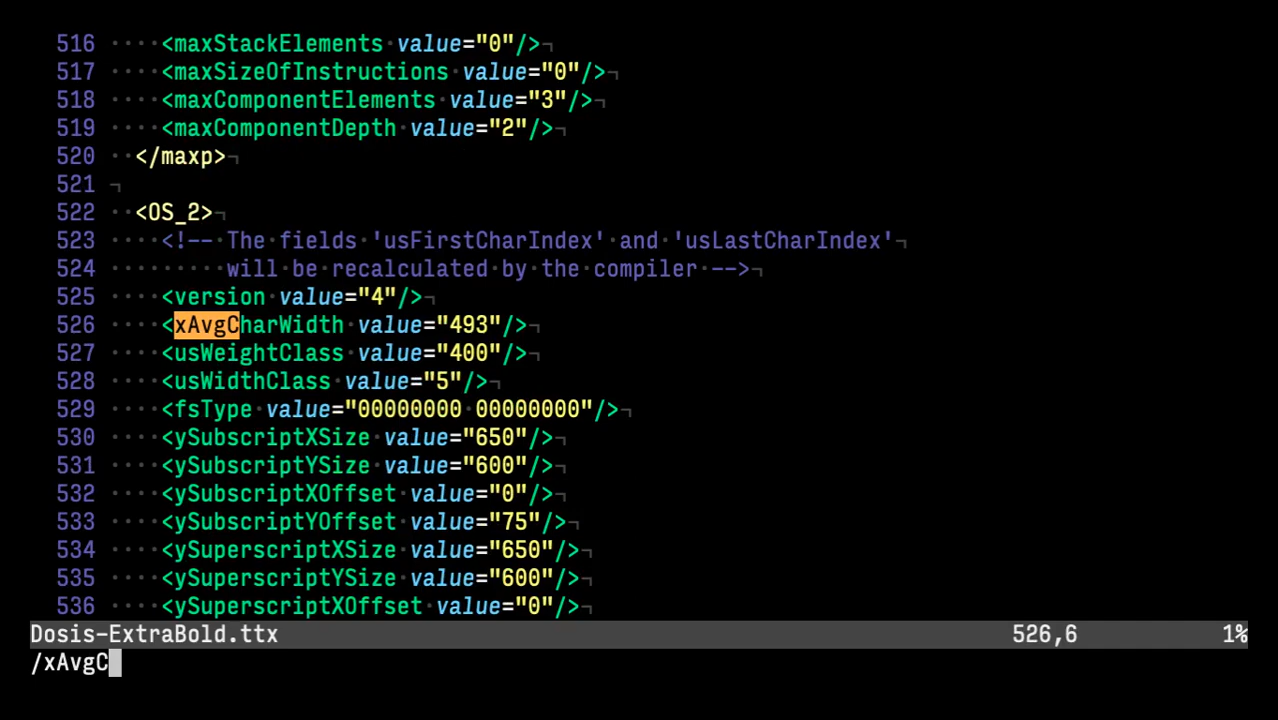 516 ····<maxStackElements·value="0"/>¬
517 ····<maxSizeOfInstructions·value="0"/>¬
518 ····<maxComponentElements·value="3"/>¬
519 ····<maxComponentDepth·value="2"/>¬
520 ··</maxp>¬
521 ¬
522 ··<OS_2>¬
523 ····<!--·The·fields·'usFirstCharIndex'·and·'usLastCharIndex'¬
524 ·········will·be·recalculated·by·the·compiler·-->¬
525 ····<version·value="4"/>¬
526 ····<xAvgCharWidth·value="493"/>¬
527 ····<usWeightClass·value="400"/>¬
528 ····<usWidthClass·value="5"/>¬
529 ····<fsType·value="00000000·00000000"/>¬
530 ····<ySubscriptXSize·value="650"/>¬
531 ····<ySubscriptYSize·value="600"/>¬
532 ····<ySubscriptXOffset·value="0"/>¬
533 ····<ySubscriptYOffset·value="75"/>¬
534 ····<ySuperscriptXSize·value="650"/>¬
535 ····<ySuperscriptYSize·value="600"/>¬
536 ····<ySuperscriptXOffset·value="0"/>¬
Dosis-ExtraBold.ttx 526,6 1%
/xAvgC